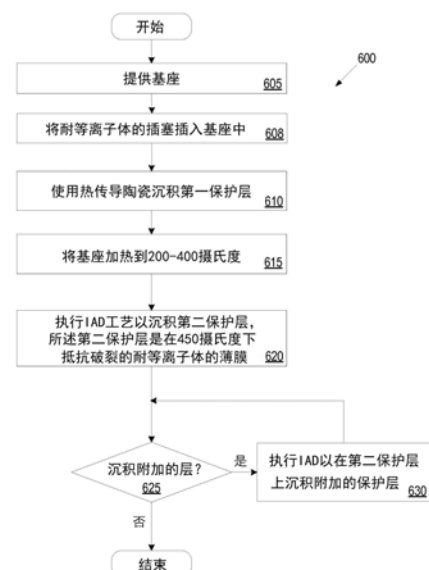 开始
600
提供基座
605
将耐等离子体的插塞插入基座中
608
使用热传导陶瓷沉积第一保护层
610
将基座加热到200-400摄氏度
615
执行IAD工艺以沉积第二保护层，
所述第二保护层是在450摄氏度下
抵抗破裂的耐等离子体的薄膜
620
沉积附加的层？
625
是
执行IAD以在第二保护层
上沉积附加的保护层
630
否
结束